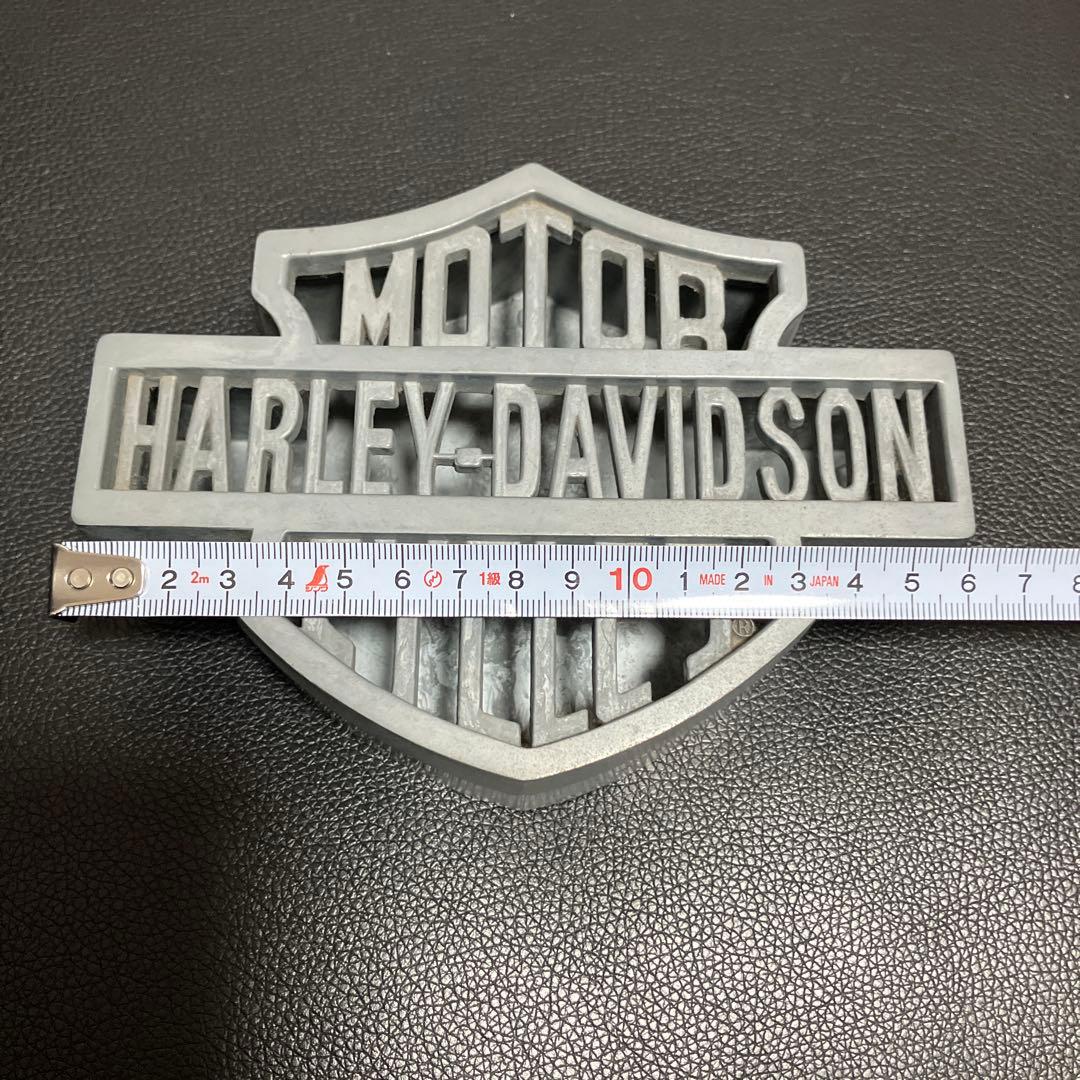 MOTOR
HARLEY-DAVIDSON
2 2m 3 4 5 6 7 1級 8 9 10 1 MADE 2 IN 3 JAPAN 4 5 6 7 8
®